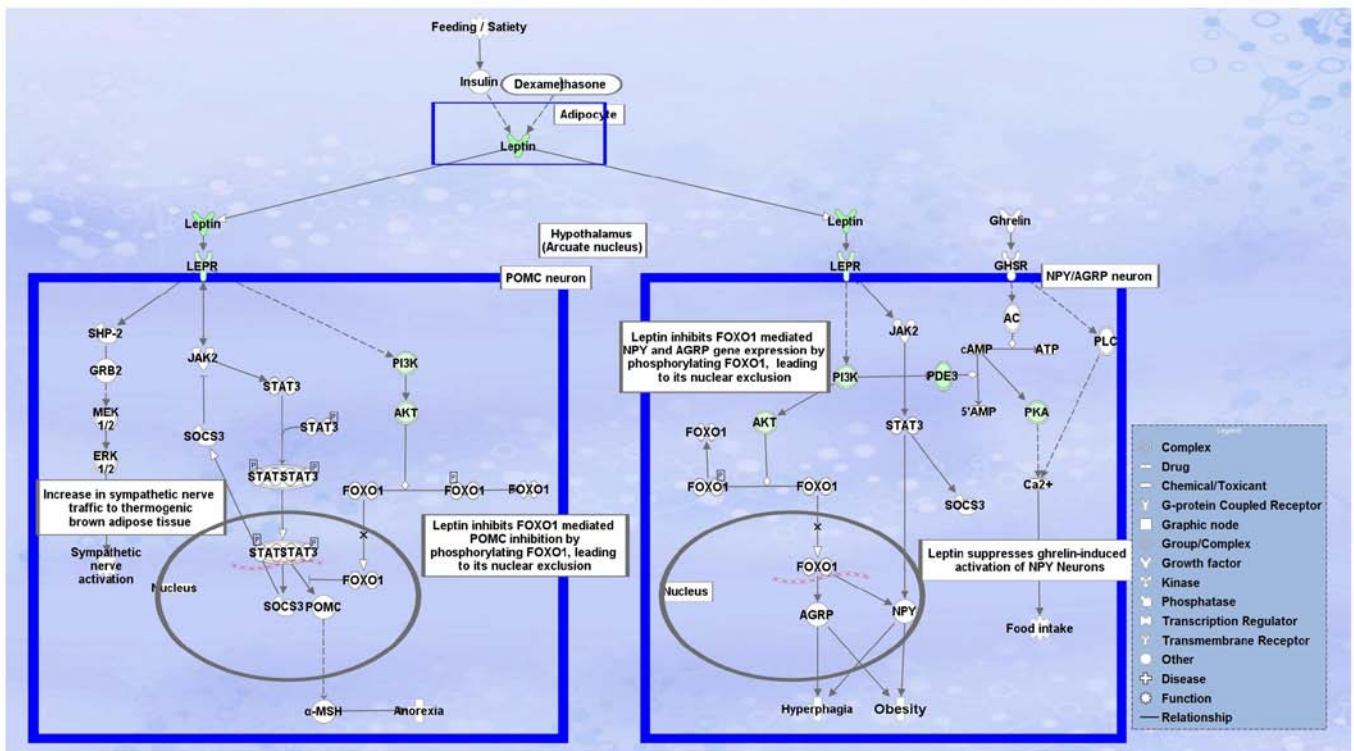 Feeding / Satiety
Insulin
Dexamethasone
Adipocyte
Leptin
Leptin
Leptin
Ghrelin
Hypothalamus
(Arcuate nucleus)
LEPR
LEPR
GHSR
POMC neuron
NPY/AGRP neuron
SHP-2
JAK2
PI3K
GRB2
STAT3
MEK
1/2
AKT
SOCS3
P
STAT3
ERK
1/2
P
P
STAT3
STAT3
P
FOXO1
FOXO1
FOXO1
Increase in sympathetic nerve
traffic to thermogenic
brown adipose tissue
Leptin inhibits FOXO1 mediated
POMC inhibition by
phosphorylating FOXO1, leading
to its nuclear exclusion
Sympathetic
nerve
activation
Nucleus
P
P
STAT3
STAT3
FOXO1
SOCS3
POMC
α-MSH
Anorexia
Leptin inhibits FOXO1 mediated
NPY and AGRP gene expression by
phosphorylating FOXO1, leading
to its nuclear exclusion
JAK2
AC
PLC
cAMP
ATP
PI3K
PDE3
5'AMP
PKA
AKT
STAT3
FOXO1
P
FOXO1
FOXO1
SOCS3
Ca2+
Leptin suppresses ghrelin-induced
activation of NPY Neurons
Nucleus
FOXO1
AGRP
NPY
Food intake
Hyperphagia
Obesity
Legend
Complex
Drug
Chemical/Toxicant
G-protein Coupled Receptor
Graphic node
Group/Complex
Growth factor
Kinase
Phosphatase
Transcription Regulator
Transmembrane Receptor
Other
Disease
Function
Relationship